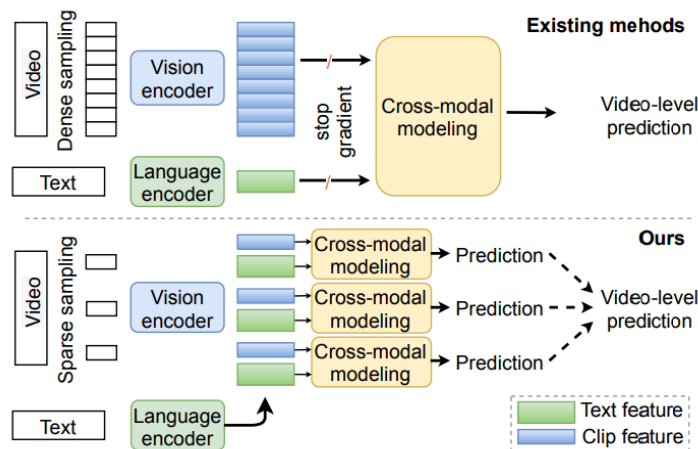 Existing mehods
Video
Dense sampling
Vision
encoder
stop
gradient
Cross-modal
modeling
Video-level
prediction
Text
Language
encoder
Ours
Video
Sparse sampling
Vision
encoder
Cross-modal
modeling
Prediction
Cross-modal
modeling
Prediction
Cross-modal
modeling
Prediction
Video-level
prediction
Text
Language
encoder
Text feature
Clip feature